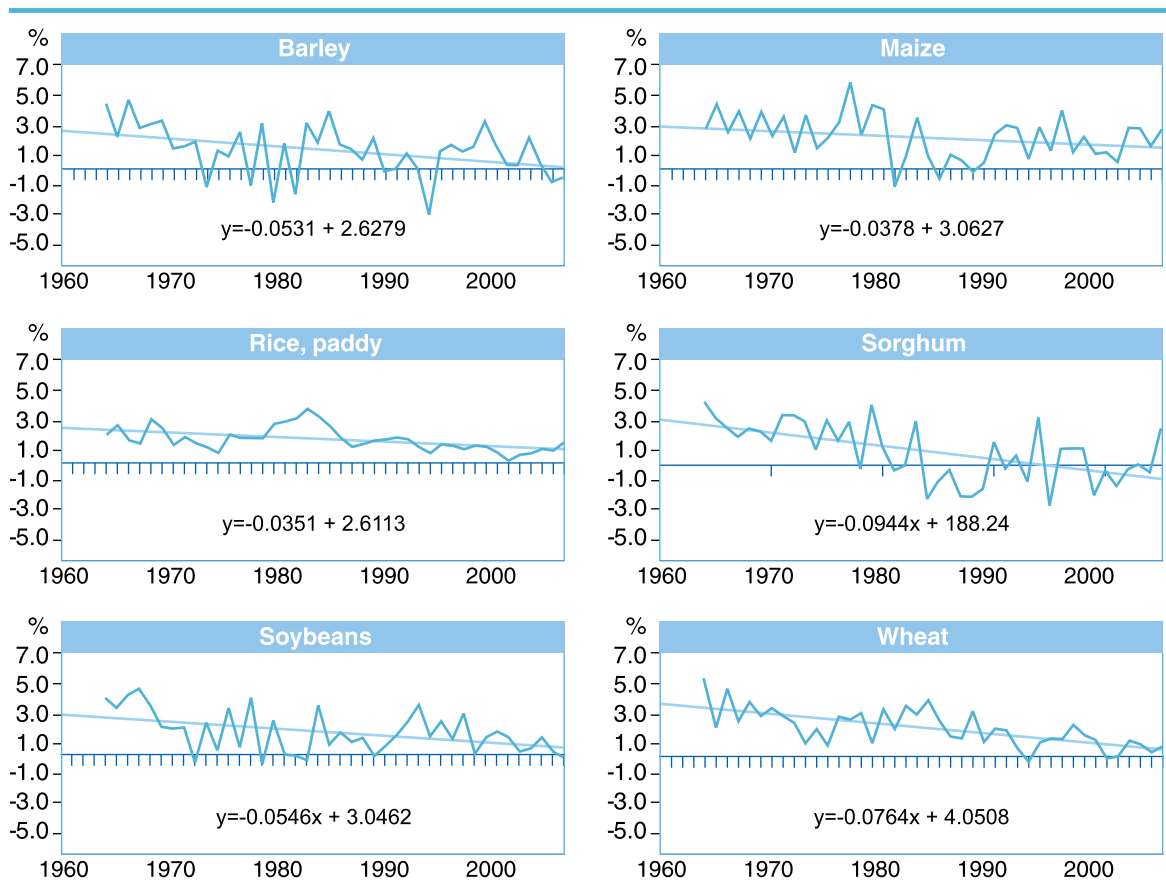 %
Barley
7.0
5.0
3.0
1.0
-1.0
-3.0
-5.0
y=-0.0531 + 2.6279
1960 1970 1980 1990 2000
%
Maize
7.0
5.0
3.0
1.0
-1.0
-3.0
-5.0
y=-0.0378 + 3.0627
1960 1970 1980 1990 2000
%
Rice, paddy
7.0
5.0
3.0
1.0
-1.0
-3.0
-5.0
y=-0.0351 + 2.6113
1960 1970 1980 1990 2000
%
Sorghum
7.0
5.0
3.0
1.0
-1.0
-3.0
-5.0
y=-0.0944x + 188.24
1960 1970 1980 1990 2000
%
Soybeans
7.0
5.0
3.0
1.0
-1.0
-3.0
-5.0
y=-0.0546x + 3.0462
1960 1970 1980 1990 2000
%
Wheat
7.0
5.0
3.0
1.0
-1.0
-3.0
-5.0
y=-0.0764x + 4.0508
1960 1970 1980 1990 2000